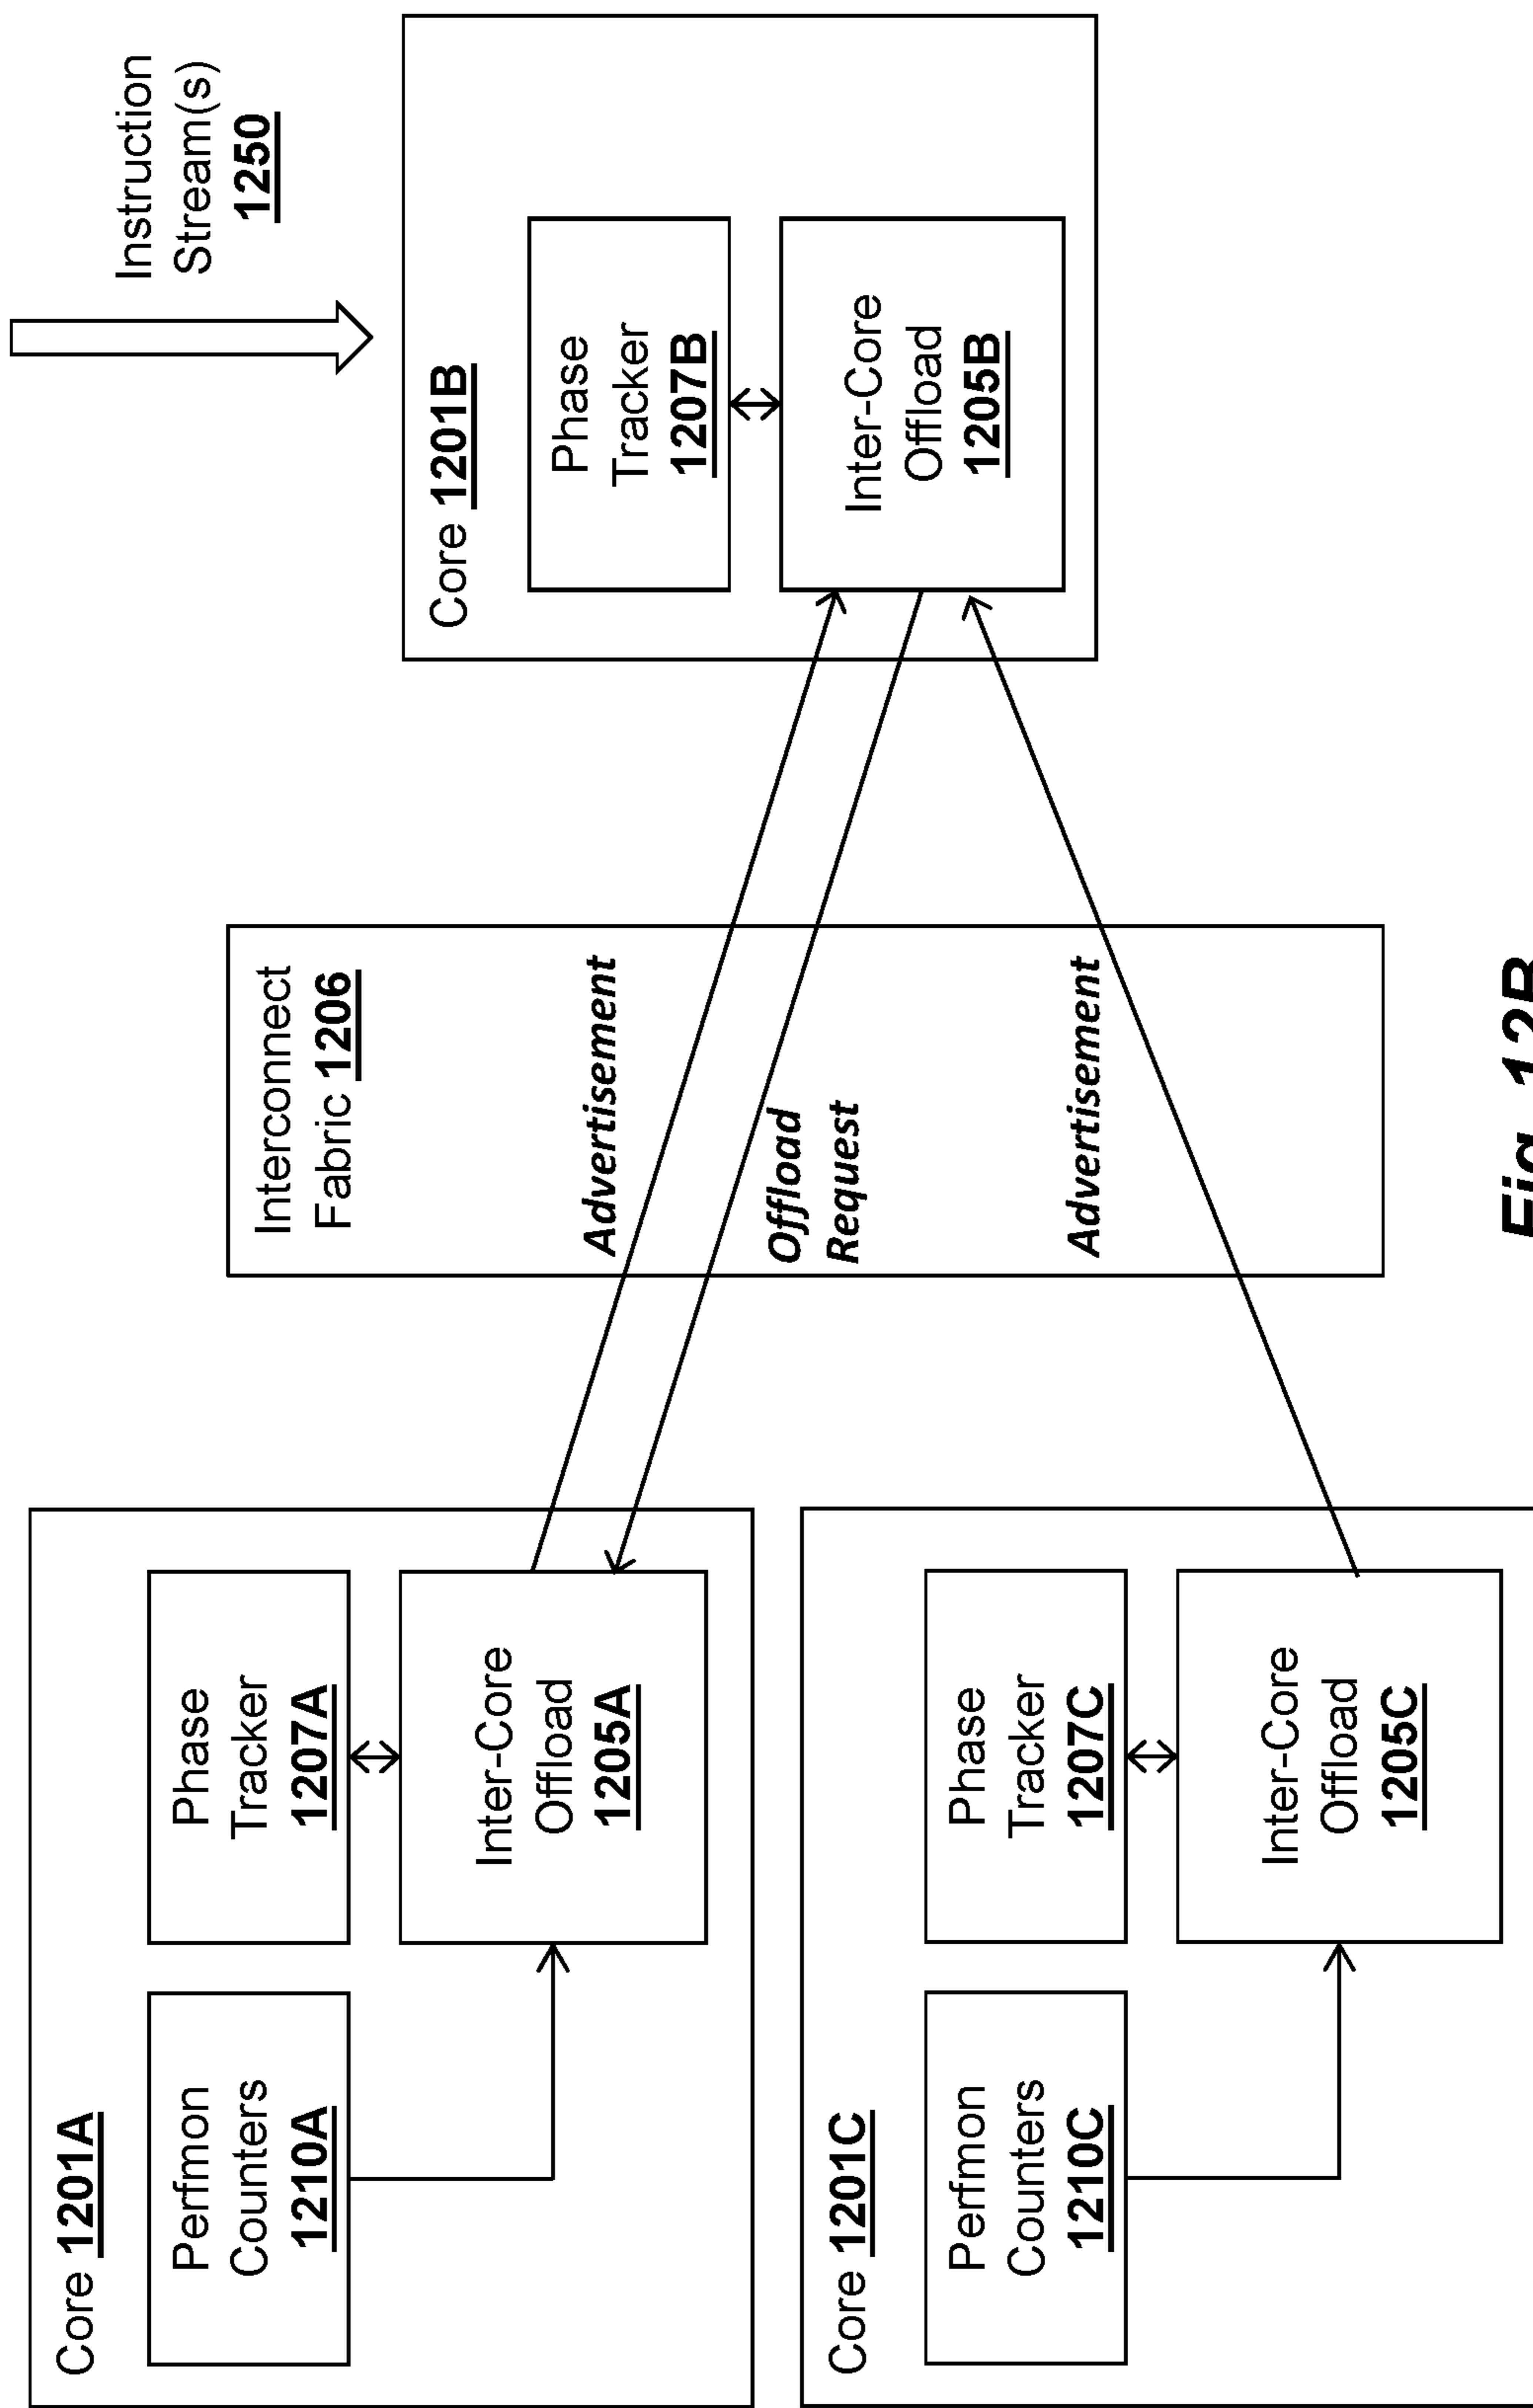 Core 1201A
Perfmon
Counters
1210A
Phase
Tracker
1207A
Inter-Core
Offload
1205A
Core 1201C
Perfmon
Counters
1210C
Phase
Tracker
1207C
Inter-Core
Offload
1205C
Interconnect
Fabric 1206
Advertisement
Offload
Request
Advertisement
Instruction
Stream(s)
1250
Core 1201B
Phase
Tracker
1207B
Inter-Core
Offload
1205B
Fig. 12B